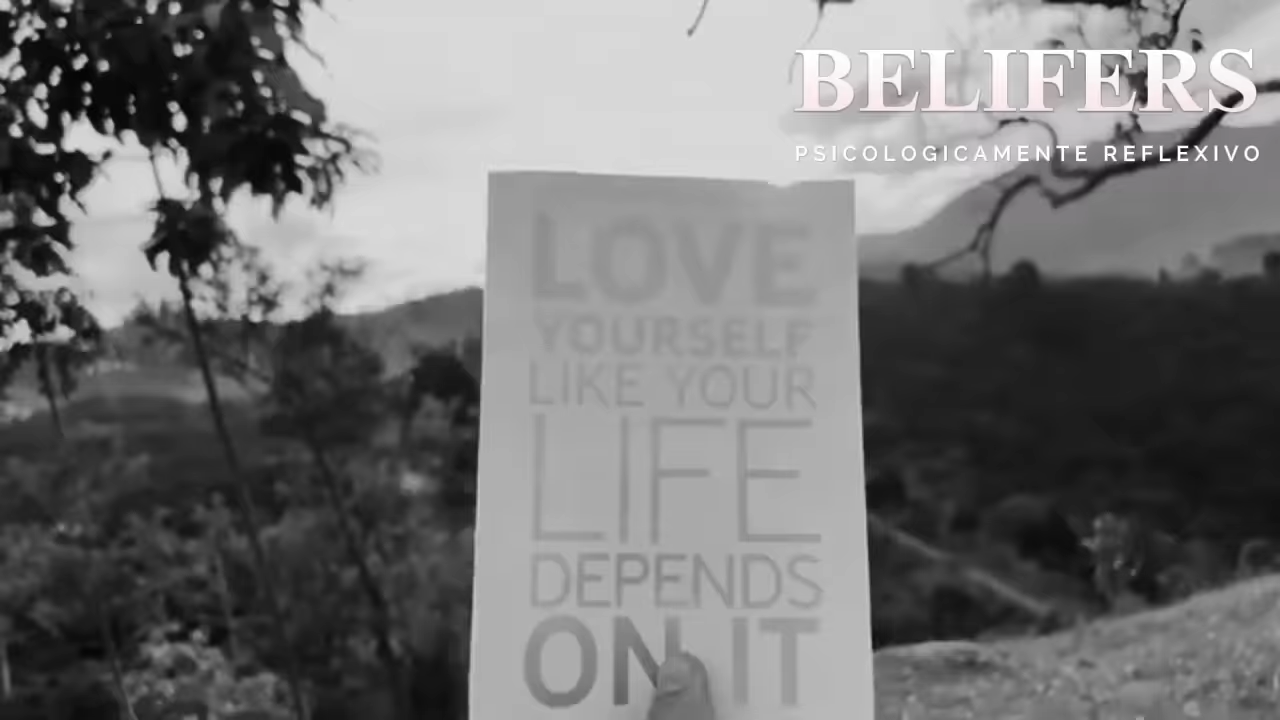 BELIFERS
PSICOLOGICAMENTE REFLEXIVO
LOVE
YOURSELF
LIKE YOUR
LIFE
DEPENDS
ON IT